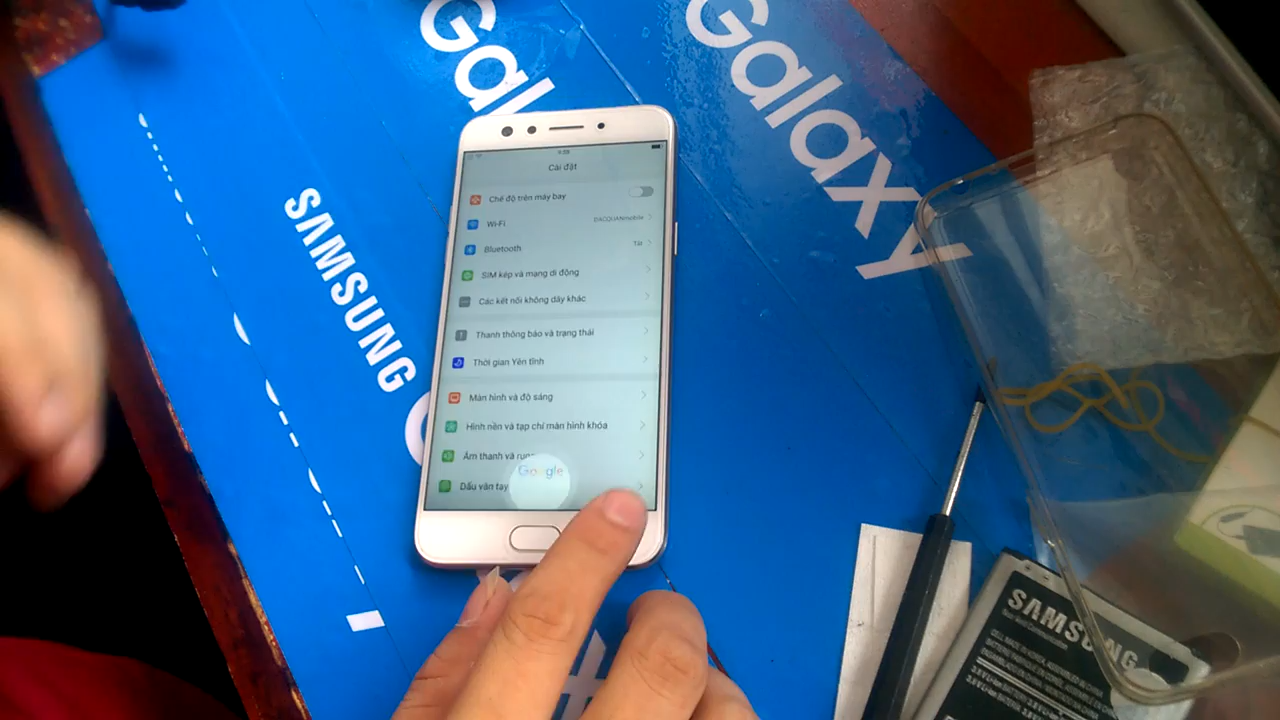 Galaxy
Galaxy
SAMSUNG
Cài đặt
Chế độ trên máy bay
Wi-Fi
DACQUANmobile
Bluetooth
Tắt
SIM kép và mạng di động
Các kết nối không dây khác
Thanh thông báo và trạng thái
Thời gian Yên tĩnh
Màn hình và độ sáng
Hình nền và tạp chí màn hình khóa
Âm thanh và rung
Google
Dấu vân tay
SAMSUNG